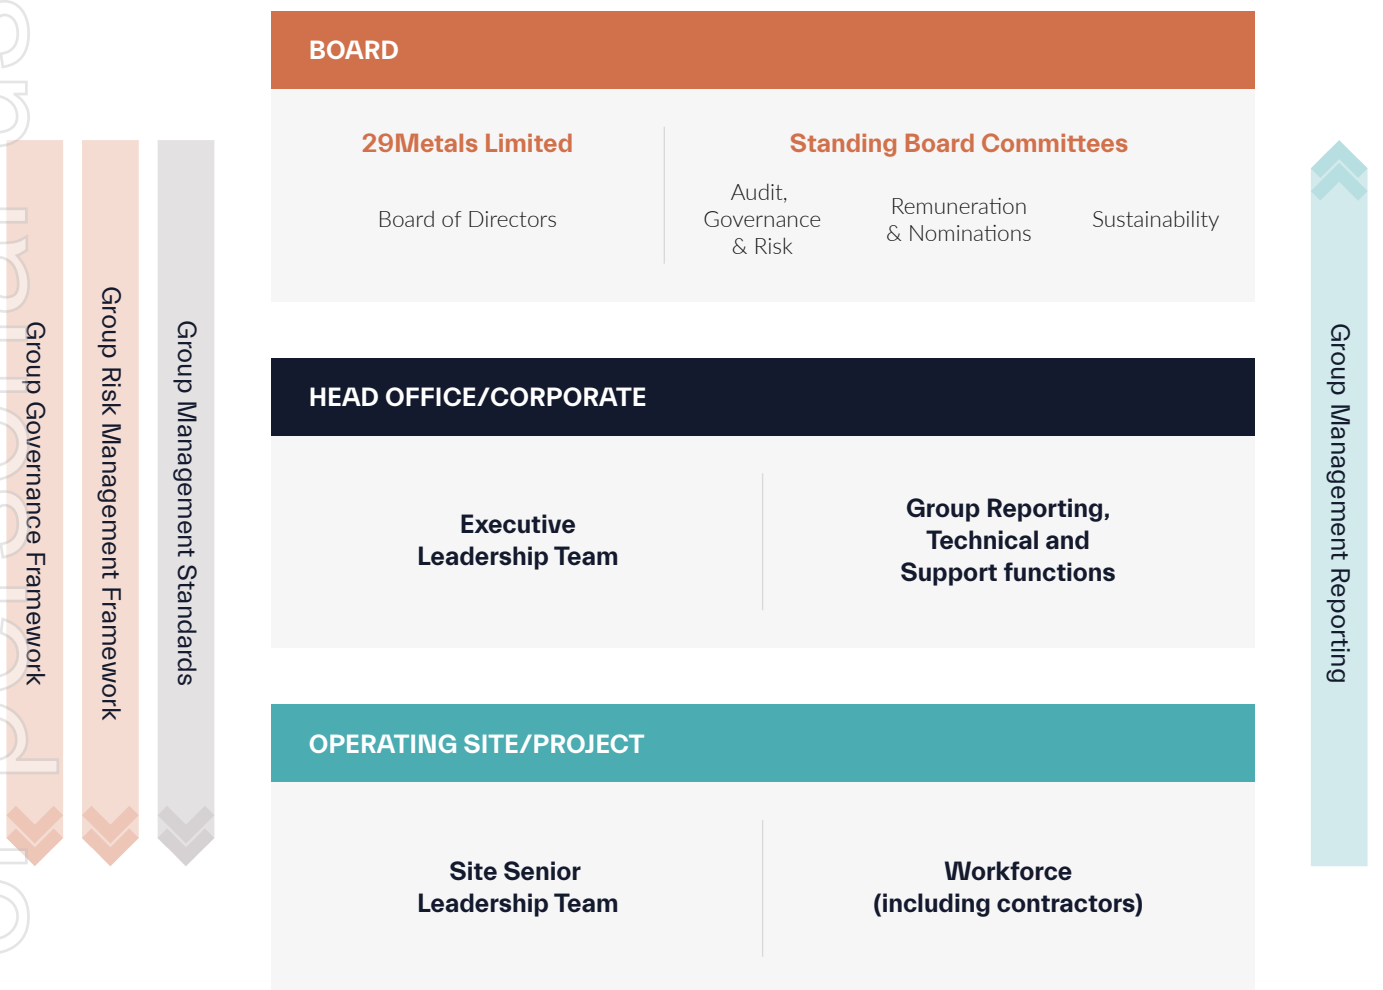 BOARD
29Metals Limited
Board of Directors
Standing Board Committees
Audit,
Governance
& Risk
Remuneration
& Nominations
Sustainability
HEAD OFFICE/CORPORATE
Executive
Leadership Team
Group Reporting,
Technical and
Support functions
OPERATING SITE/PROJECT
Site Senior
Leadership Team
Workforce
(including contractors)
Group Governance Framework
Group Risk Management Framework
Group Management Standards
Group Management Reporting